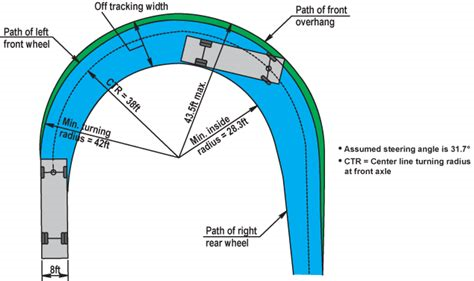 Off tracking width
Path of left
front wheel
Path of front
overhang
CTR = 38ft
43.5ft max.
Min. turning
radius = 42ft
Min. inside
radius = 28.3ft
• Assumed steering angle is 31.7°
• CTR = Center line turning radius
at front axle
Path of right
rear wheel
8ft